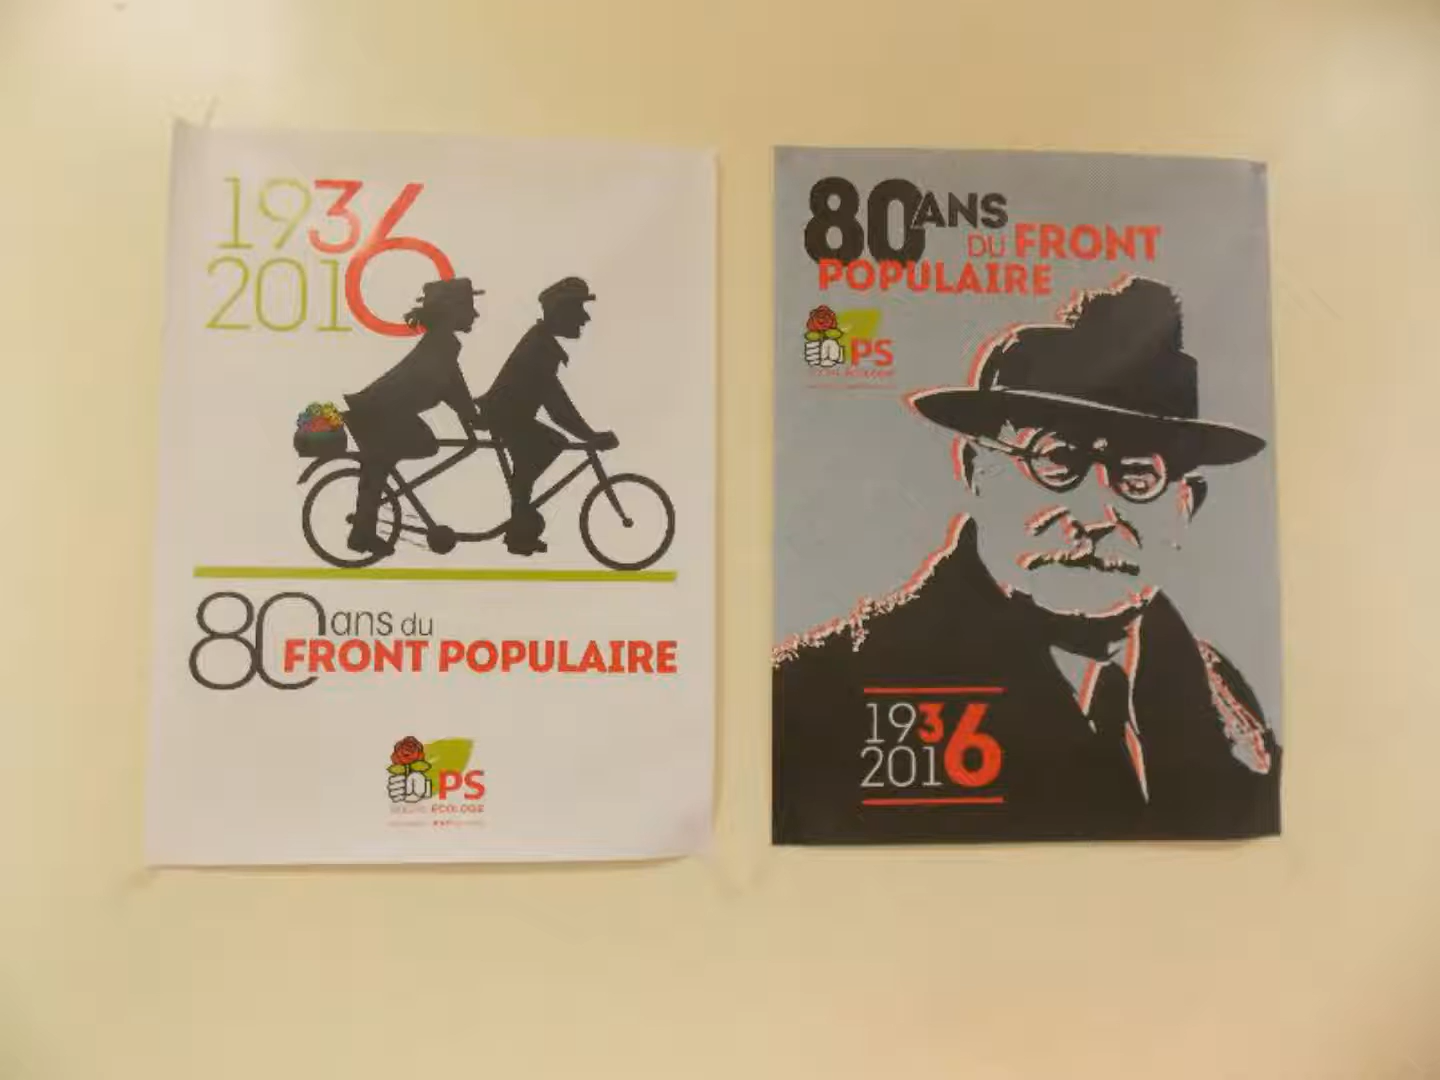 1936
2016
80 ans du
FRONT POPULAIRE
PS
ÉCOLOGIE
80 ANS
DU FRONT
POPULAIRE
PS
1936
2016